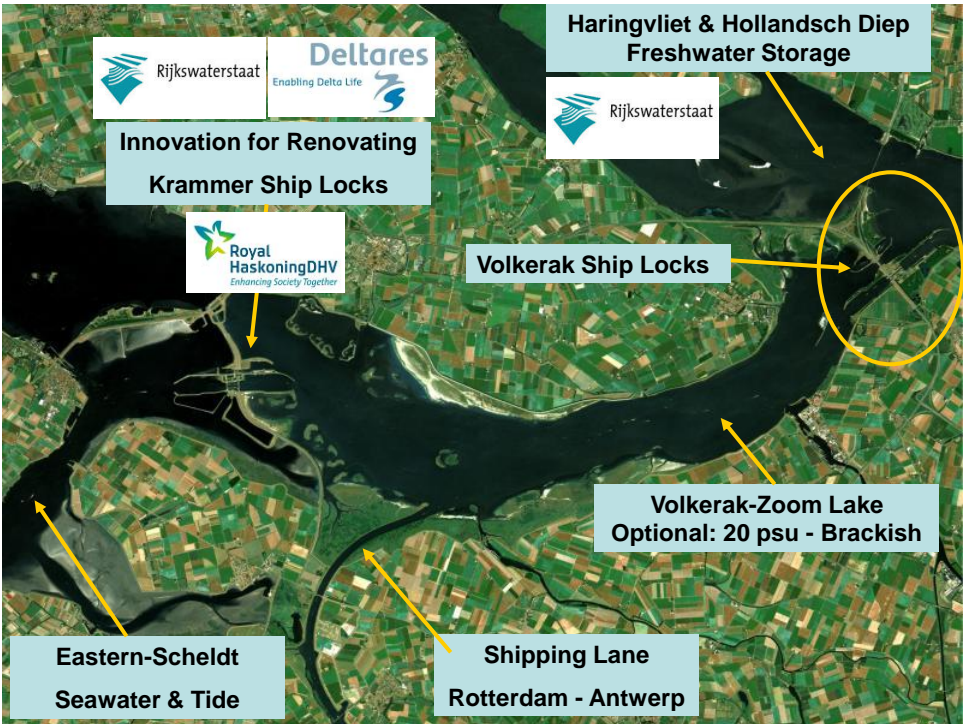 Haringvliet & Hollandsch Diep
Freshwater Storage
Rijkswaterstaat
Deltares
Enabling Delta Life
Rijkswaterstaat
Innovation for Renovating
Krammer Ship Locks
Royal
HaskoningDHV
Enhancing Society Together
Volkerak Ship Locks
Volkerak-Zoom Lake
Optional: 20 psu - Brackish
Eastern-Scheldt
Seawater & Tide
Shipping Lane
Rotterdam - Antwerp